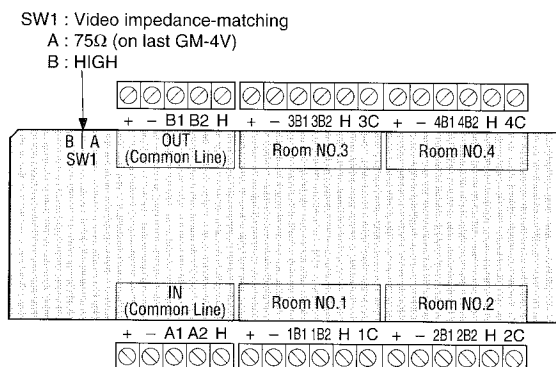 SW1 : Video impedance-matching
A : 75Ω (on last GM-4V)
B : HIGH
+ − B1 B2 H + − 3B1 3B2 H 3C + − 4B1 4B2 H 4C
B A
SW1
OUT
(Common Line)
Room NO.3
Room NO.4
IN
(Common Line)
Room NO.1
Room NO.2
+ − A1 A2 H + − 1B1 1B2 H 1C + − 2B1 2B2 H 2C